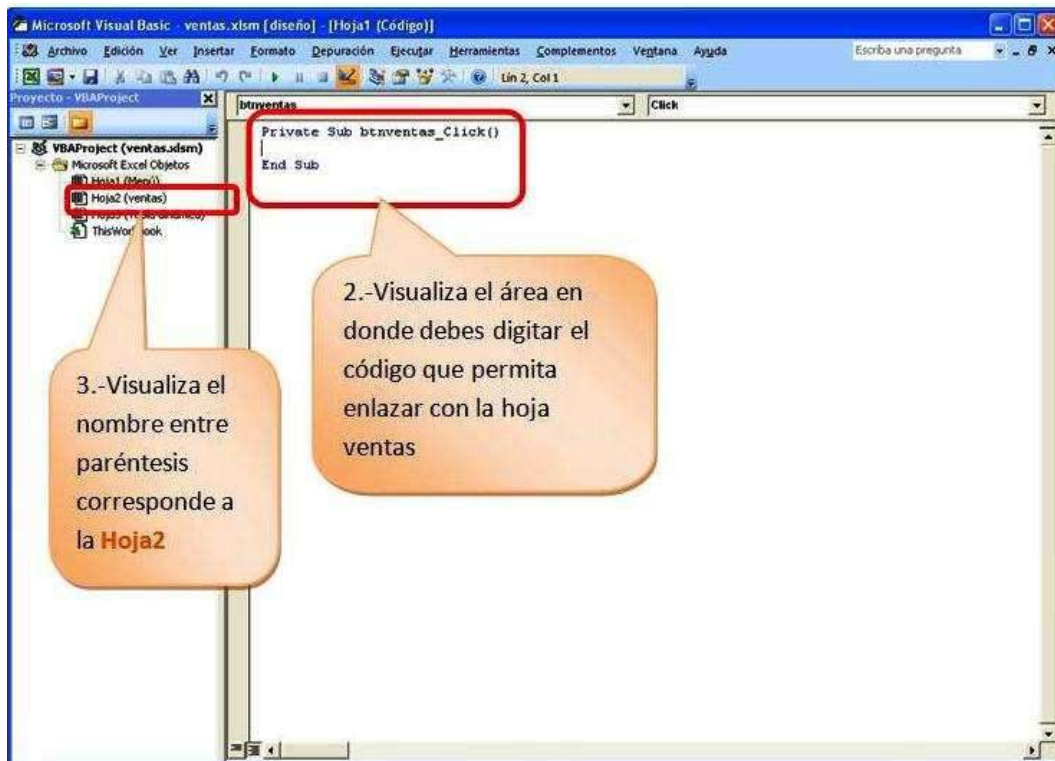 Microsoft Visual Basic - ventas.xlsm [diseño] - [Hoja1 (Código)]
Archivo Edición Ver Insertar Formato Depuración Ejecutar Herramientas Complementos Ventana Ayuda Escriba una pregunta
Lín 2, Col 1
Proyecto - VBAProject
btnventas Click
Private Sub btnventas_Click()
End Sub
VBAProject (ventas.xlsm)
Microsoft Excel Objetos
Hoja1 (Menú)
Hoja2 (ventas)
ThisWorkbook
2.-Visualiza el área en
donde debes digitar el
código que permita
enlazar con la hoja
ventas
3.-Visualiza el
nombre entre
paréntesis
corresponde a
la Hoja2